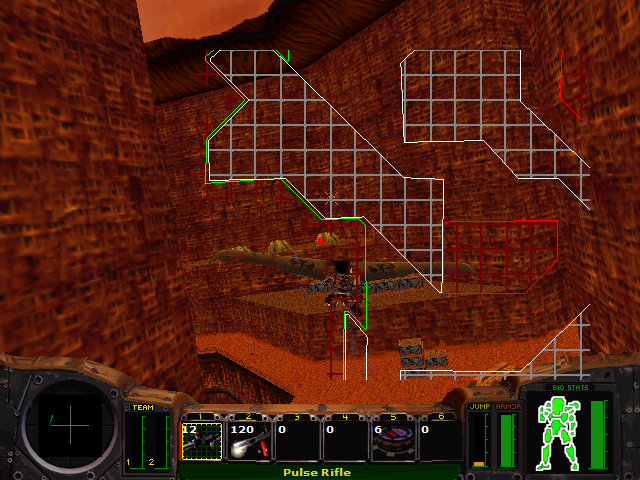 BIO STATS
TEAM
1 2 3 4 5 6
JUMP ARMOR
12 120 0 0 6 0
1 2
Pulse Rifle